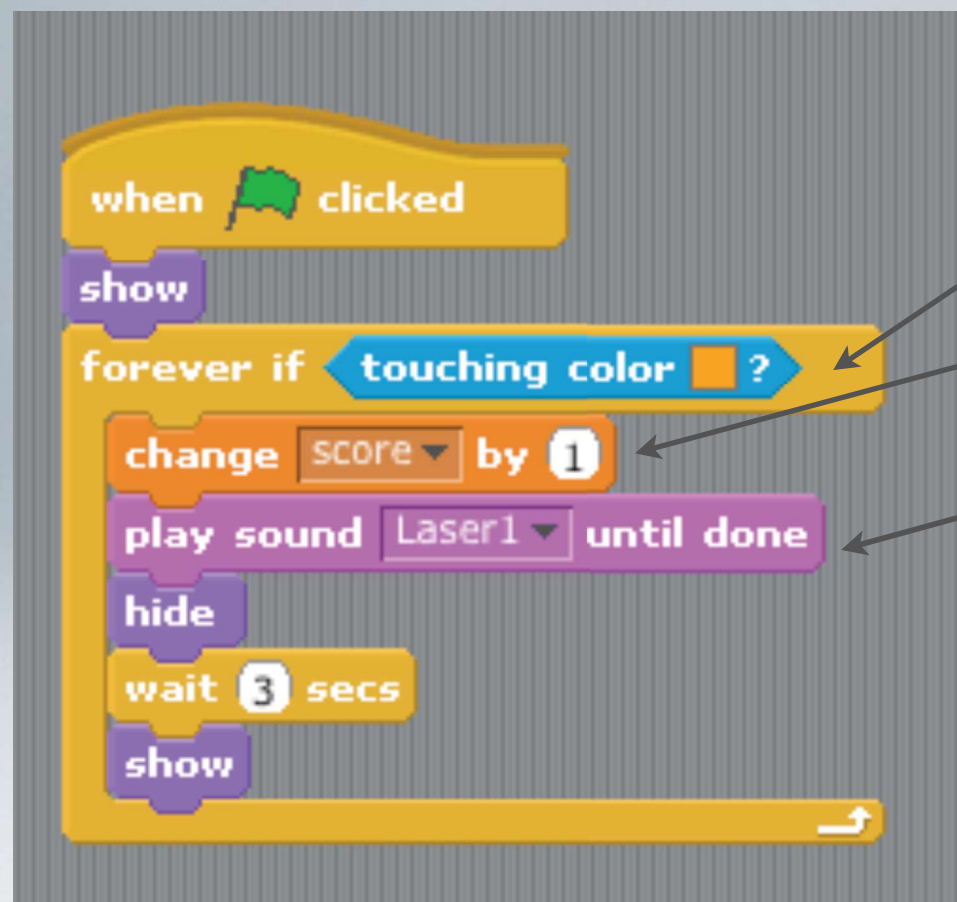 when clicked
show
forever if touching color ?
change score by 1
play sound Laser1 until done
hide
wait 3 secs
show